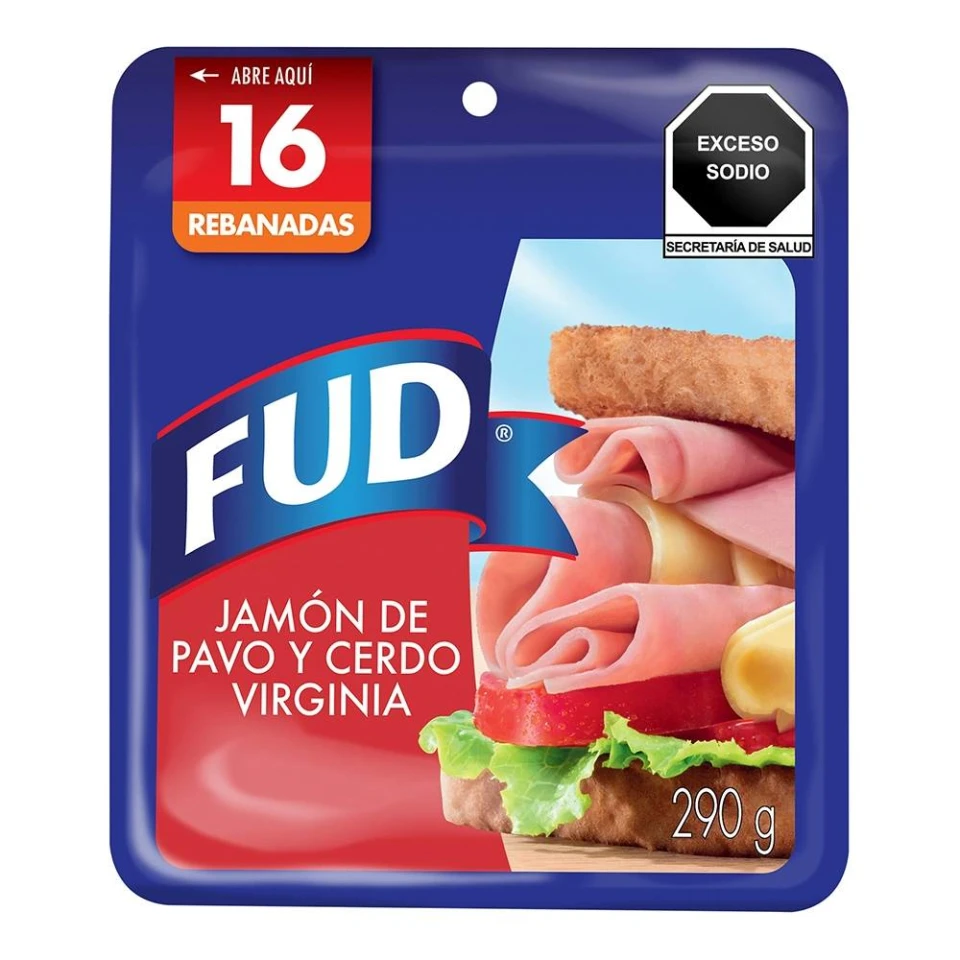 ← ABRE AQUÍ
16
REBANADAS
EXCESO
SODIO
SECRETARÍA DE SALUD
FUD®
JAMÓN DE
PAVO Y CERDO
VIRGINIA
290 g